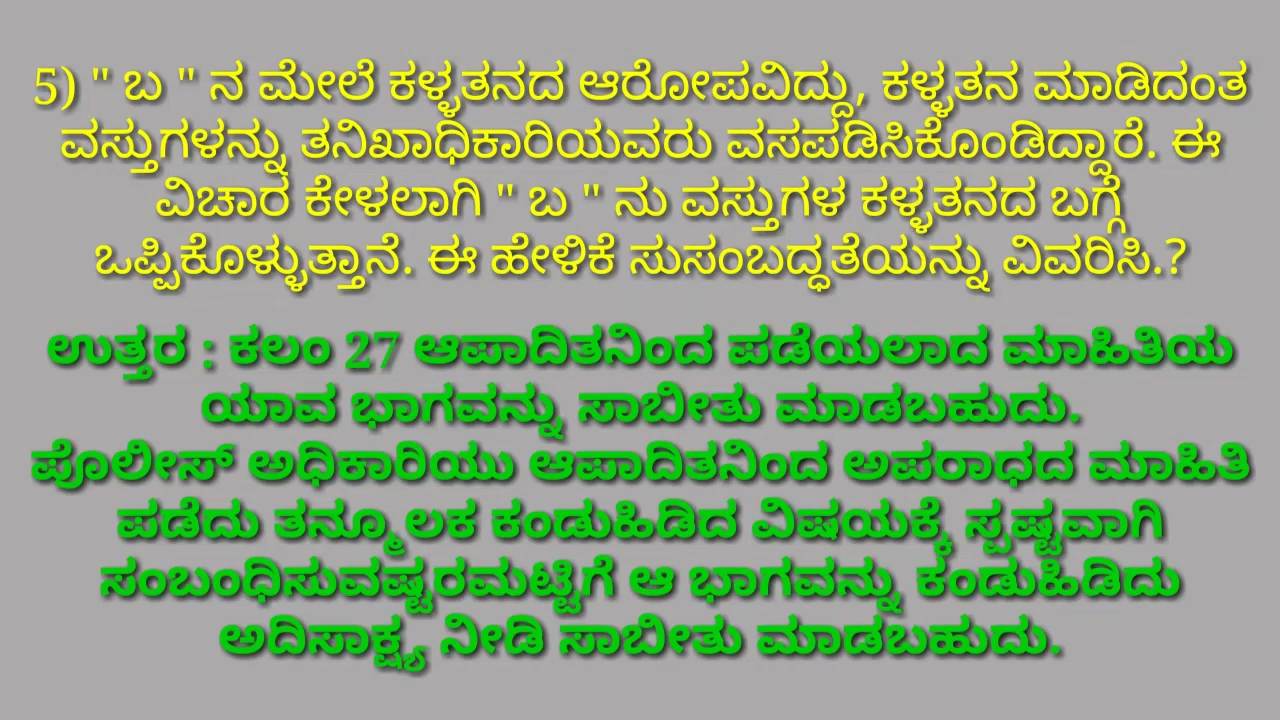 5) " ಬ " ನ ಮೇಲೆ ಕಳ್ಳತನದ ಆರೋಪವಿದ್ದು, ಕಳ್ಳತನ ಮಾಡಿದಂತ
ವಸ್ತುಗಳನ್ನು ತನಿಖಾಧಿಕಾರಿಯವರು ವಸಪಡಿಸಿಕೊಂಡಿದ್ದಾರೆ. ಈ
ವಿಚಾರ ಕೇಳಲಾಗಿ " ಬ " ನು ವಸ್ತುಗಳ ಕಳ್ಳತನದ ಬಗ್ಗೆ
ಒಪ್ಪಿಕೊಳ್ಳುತ್ತಾನೆ. ಈ ಹೇಳಿಕೆ ಸುಸಂಬದ್ಧತೆಯನ್ನು ವಿವರಿಸಿ.?
ಉತ್ತರ : ಕಲಂ 27 ಆಪಾದಿತನಿಂದ ಪಡೆಯಲಾದ ಮಾಹಿತಿಯ
ಯಾವ ಭಾಗವನ್ನು ಸಾಬೀತು ಮಾಡಬಹುದು.
ಪೊಲೀಸ್ ಅಧಿಕಾರಿಯು ಆಪಾದಿತನಿಂದ ಅಪರಾಧದ ಮಾಹಿತಿ
ಪಡೆದು ತನ್ಮೂಲಕ ಕಂಡುಹಿಡಿದ ವಿಷಯಕ್ಕೆ ಸ್ಪಷ್ಟವಾಗಿ
ಸಂಬಂಧಿಸುವಷ್ಟರಮಟ್ಟಿಗೆ ಆ ಭಾಗವನ್ನು ಕಂಡುಹಿಡಿದು
ಅದಿಸಾಕ್ಷ್ಯ ನೀಡಿ ಸಾಬೀತು ಮಾಡಬಹುದು.